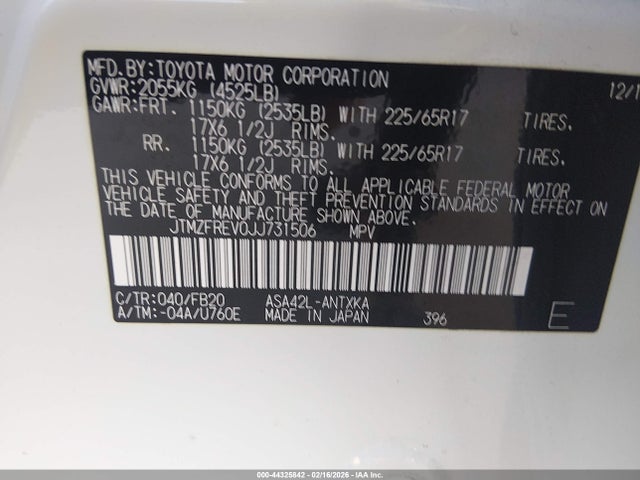 MFD.BY:TOYOTA MOTOR CORPORATION 12/1
GVWR:2055KG (4525LB)
GAWR:FRT. 1150KG (2535LB) WITH 225/65R17 TIRES.
17X6 1/2J RIMS.
RR. 1150KG (2535LB) WITH 225/65R17 TIRES.
17X6 1/2J RIMS.
THIS VEHICLE CONFORMS TO ALL APPLICABLE FEDERAL MOTOR
VEHICLE SAFETY AND THEFT PREVENTION STANDARDS IN EFFECT ON
THE DATE OF MANUFACTURE SHOWN ABOVE.
JTMZFREV0JJ731506 MPV
C/TR:040/FB20 ASA42L-ANTXKA
A/TM:-04A/U760E MADE IN JAPAN 396 E
000-44325842 - 02/16/2026 - IAA Inc.